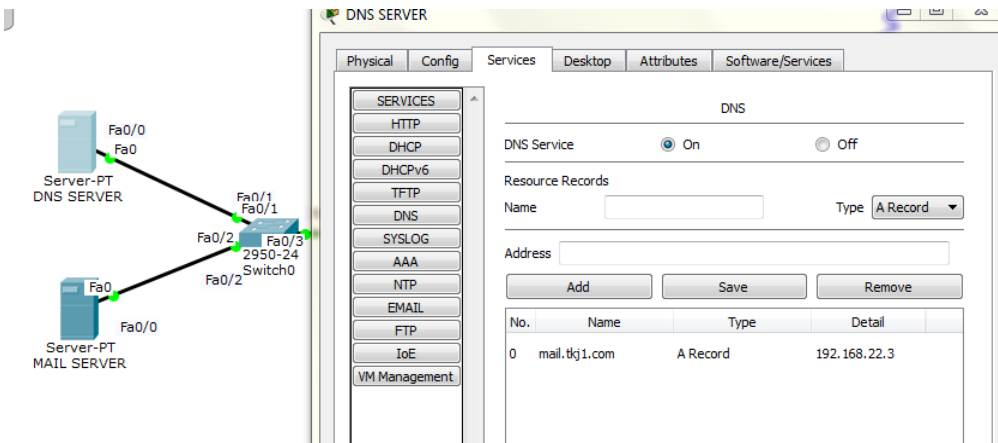 DNS SERVER
Physical Config Services Desktop Attributes Software/Services
SERVICES
HTTP
DHCP
DHCPv6
TFTP
DNS
SYSLOG
AAA
NTP
EMAIL
FTP
IoE
VM Management
DNS
DNS Service On Off
Resource Records
Name Type A Record
Address
Add Save Remove
No. Name Type Detail
0 mail.tkj1.com A Record 192.168.22.3
Fa0/0
Fa0
Server-PT
DNS SERVER
Fa0/1
Fa0/1
Fa0/2 Fa0/3
2950-24
Switch0
Fa0/2
Fa0
Fa0/0
Server-PT
MAIL SERVER